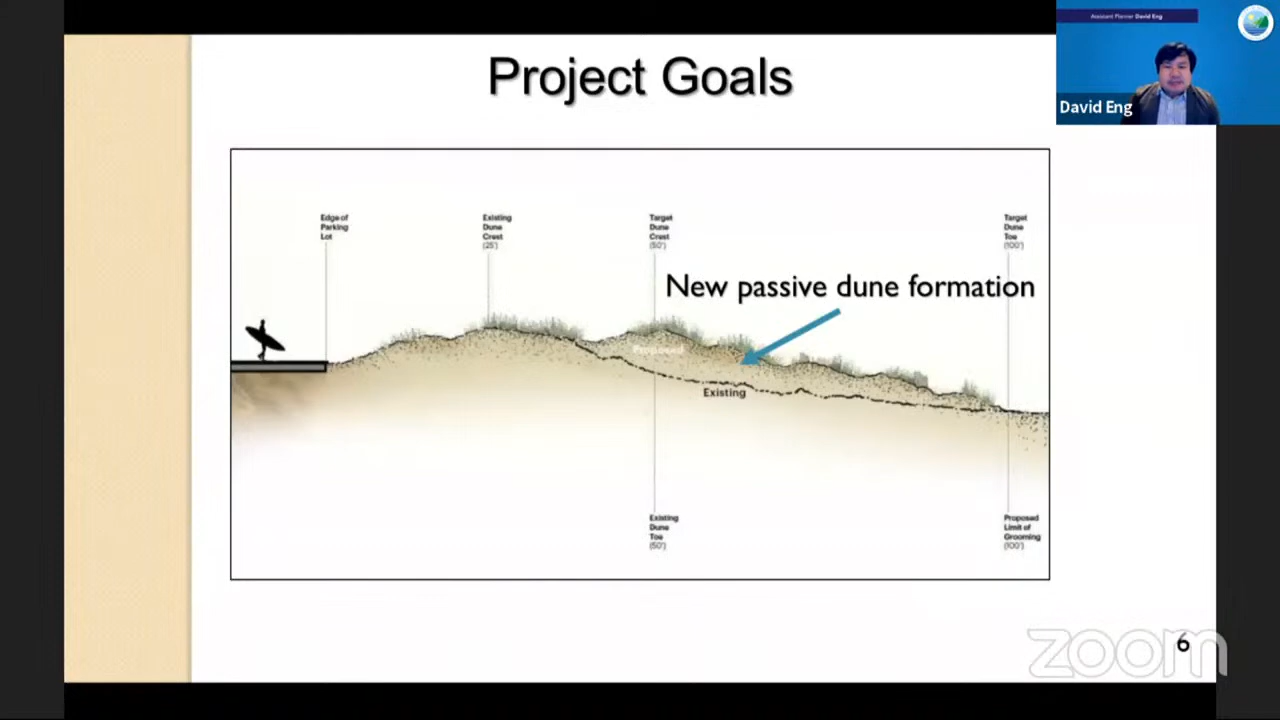 Project Goals
Assistant Planner David Eng
David Eng
Edge of
Parking
Lot
Existing
Dune
Crest
(25')
Target
Dune
Crest
(50')
Target
Dune
Toe
(100')
New passive dune formation
Proposed
Existing
Existing
Dune
Toe
(50')
Proposed
Limit of
Grooming
(100')
6
zoom